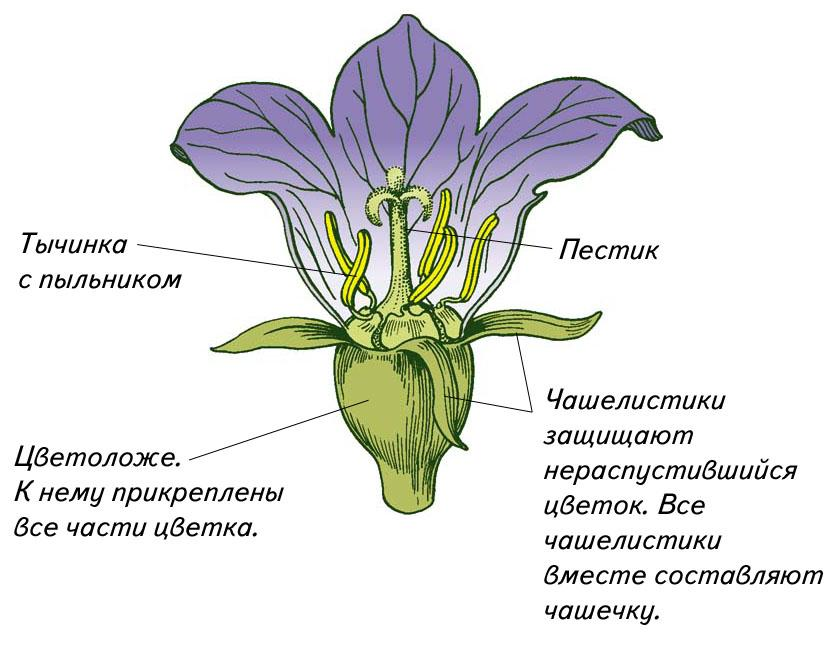 Тычинка
с пыльником
Пестик
Цветоложе.
К нему прикреплены
все части цветка.
Чашелистики
защищают
нераспустившийся
цветок. Все
чашелистики
вместе составляют
чашечку.